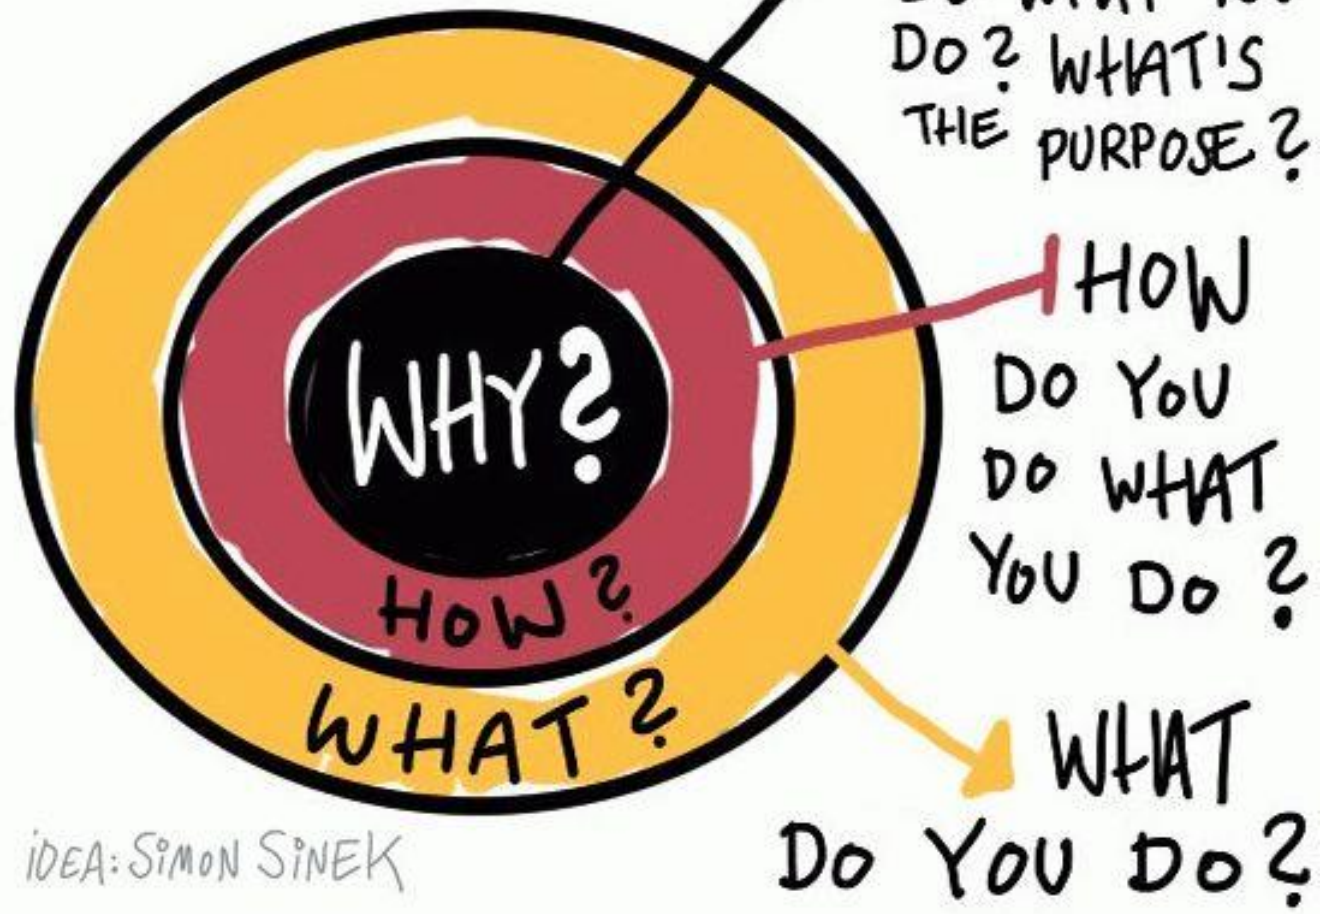 DO? WHAT'S
THE PURPOSE?
HOW
DO YOU
DO WHAT
YOU DO?
WHAT
DO YOU DO?
WHY?
HOW?
WHAT?
iDEA: SiMON SiNEK